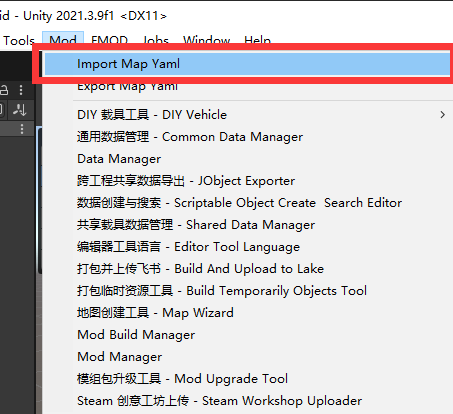 id - Unity 2021.3.9f1 <DX11>
Tools Mod FMOD Jobs Window Help
Import Map Yaml
Export Map Yaml
DIY 载具工具 - DIY Vehicle
通用数据管理 - Common Data Manager
Data Manager
跨工程共享数据导出 - JObject Exporter
数据创建与搜索 - Scriptable Object Create  Search Editor
共享载具数据管理 - Shared Data Manager
编辑器工具语言 - Editor Tool Language
打包并上传飞书 - Build And Upload to Lake
打包临时资源工具 - Build Temporarily Objects Tool
地图创建工具 - Map Wizard
Mod Build Manager
Mod Manager
模组包升级工具 - Mod Upgrade Tool
Steam 创意工坊上传 - Steam Workshop Uploader